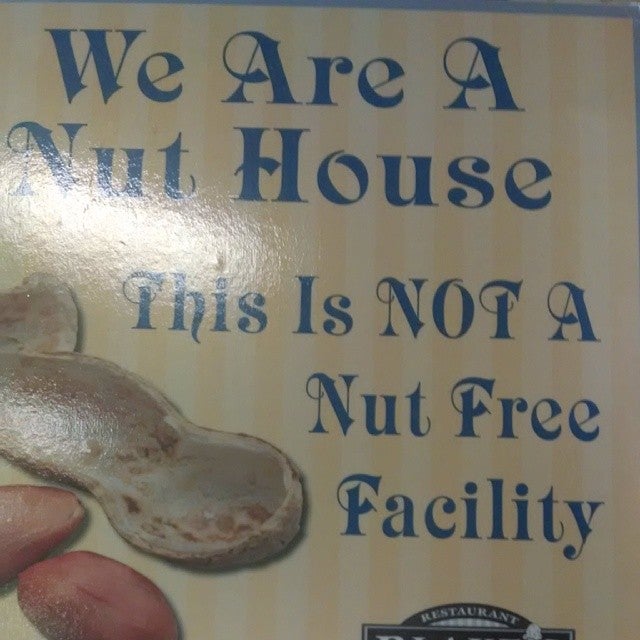 We Are A
Nut House
This Is NOT A
Nut Free
Facility
RESTAURANT